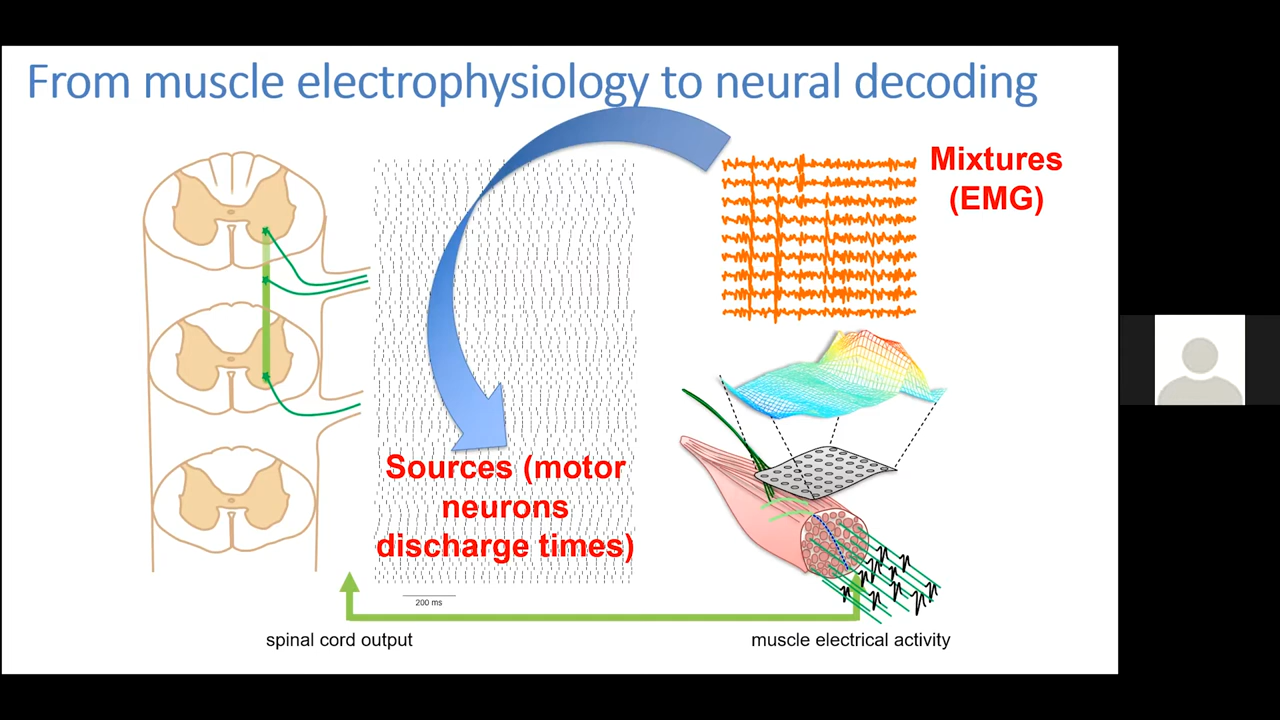 From muscle electrophysiology to neural decoding
Mixtures
(EMG)
Sources (motor
neurons
discharge times)
200 ms
spinal cord output
muscle electrical activity